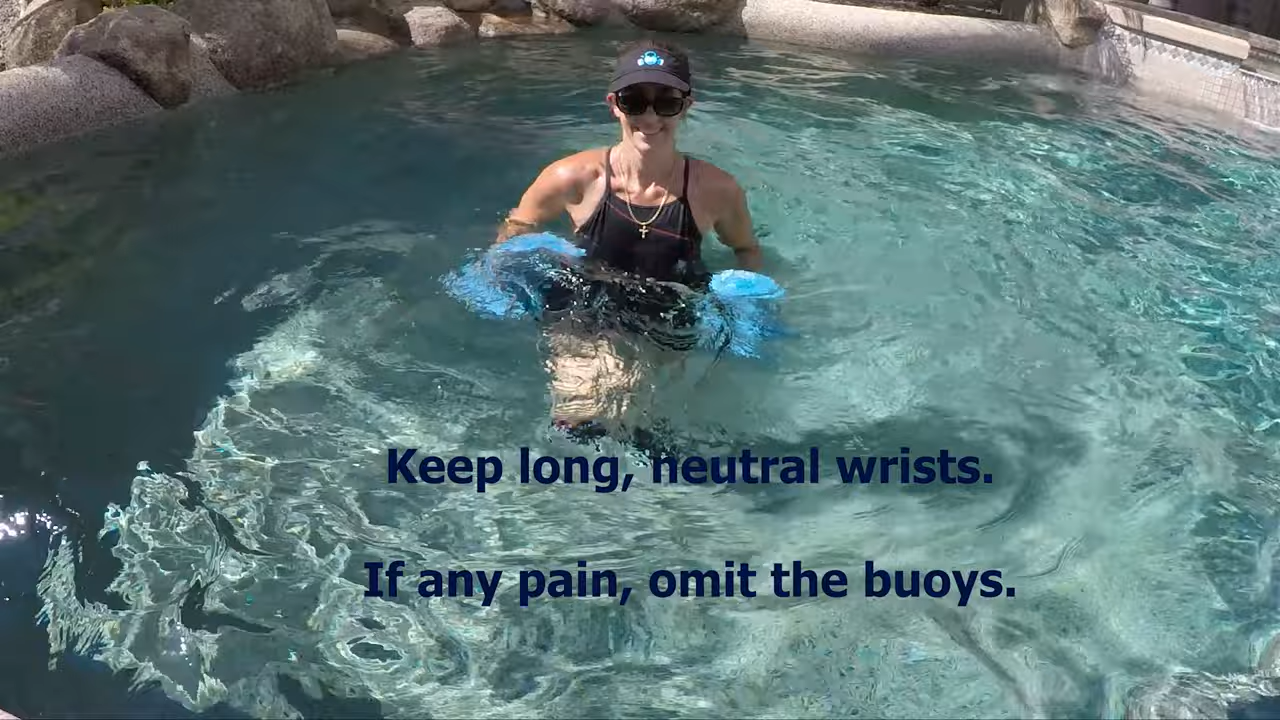 Keep long, neutral wrists.
If any pain, omit the buoys.